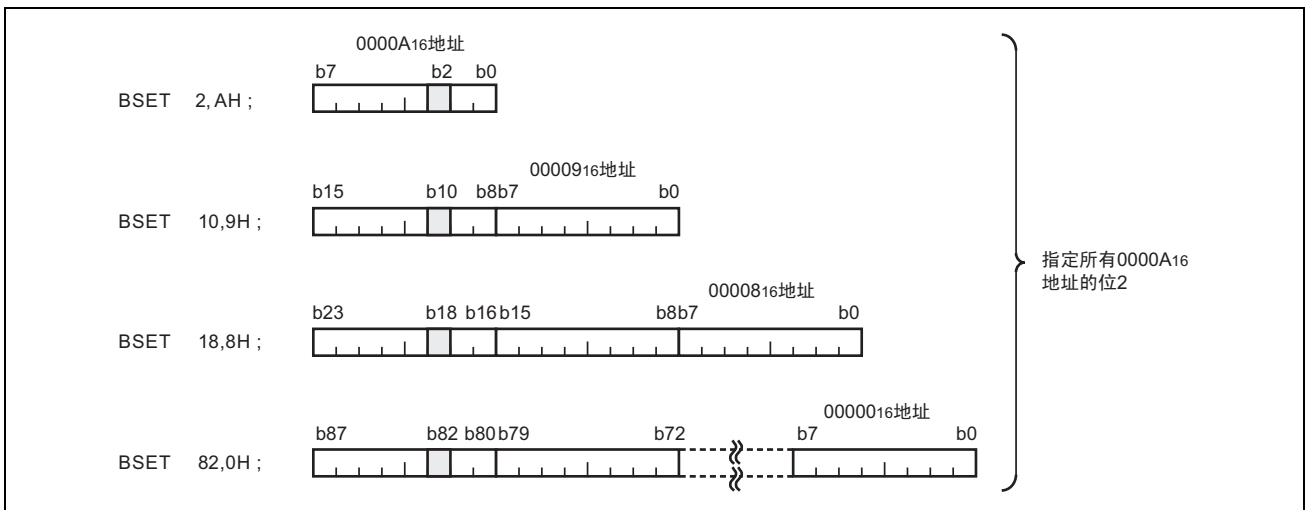 0000A16地址
b7 b2 b0
BSET 2, AH ;
000916地址
b15 b10 b8b7 b0
BSET 10,9H ;
指定所有0000A16
地址的位2
0000816地址
b23 b18 b16 b15 b8b7 b0
BSET 18,8H ;
0000016地址
b87 b82 b80 b79 b72 b7 b0
BSET 82,0H ;